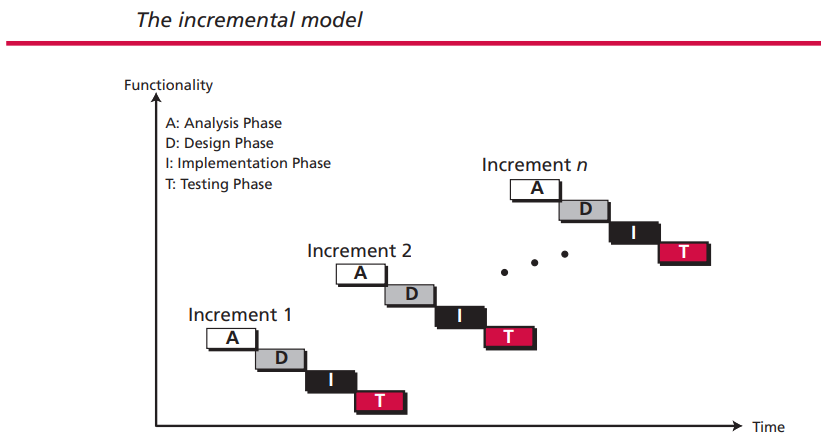 The incremental model
Functionality
A: Analysis Phase
D: Design Phase
I: Implementation Phase
T: Testing Phase
Increment n
A
D
I
T
Increment 2
A
D
I
T
Increment 1
A
D
I
T
Time